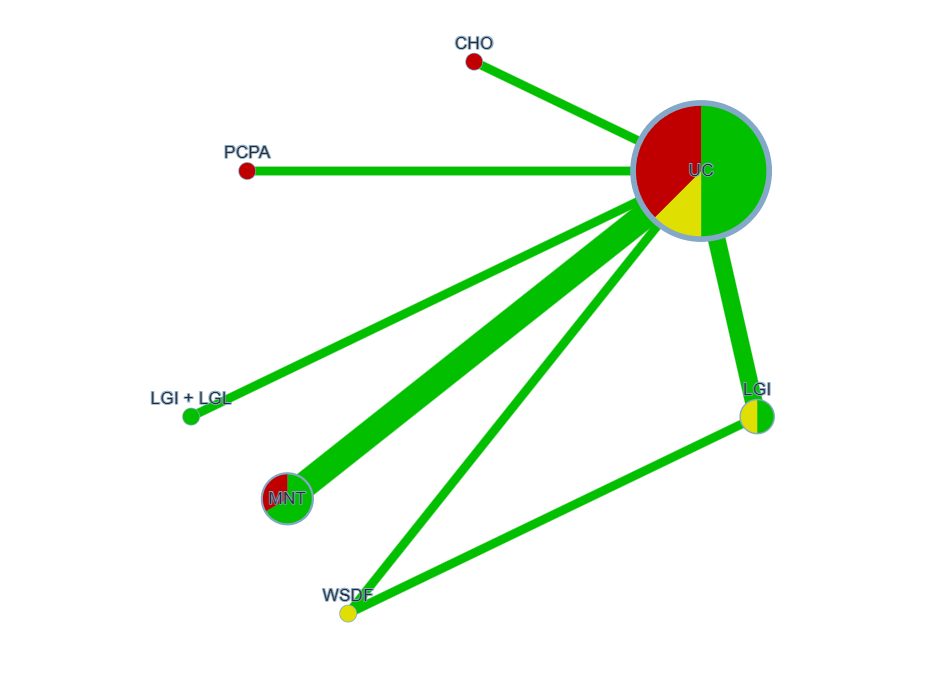 CHO
PCPA
UC
LGI
LGI + LGL
MNT
WSDF